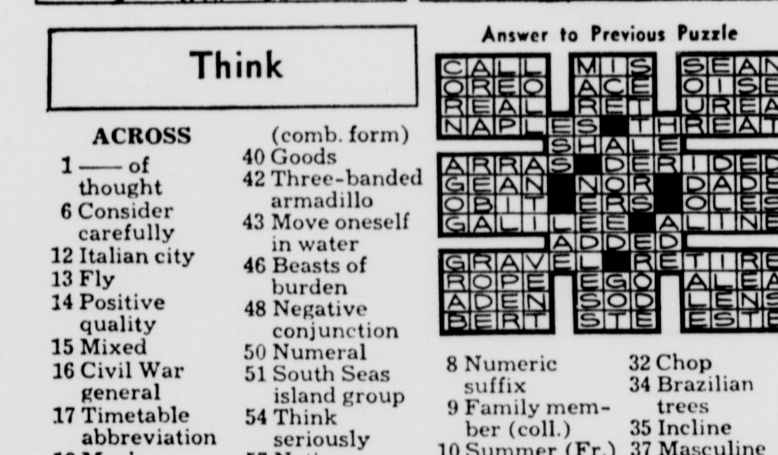 Think
ACROSS
1 —— of
thought
6 Consider
carefully
12 Italian city
13 Fly
14 Positive
quality
15 Mixed
16 Civil War
general
17 Timetable
abbreviation
(comb. form)
40 Goods
42 Three-banded
armadillo
43 Move oneself
in water
46 Beasts of
burden
48 Negative
conjunction
50 Numeral
51 South Seas
island group
54 Think
seriously
Answer to Previous Puzzle
CALL MIS SEAN
OREO ACE OISE
REAL RET UREA
NAPLES THREAT
SHALE
ARRAS DERIDED
GEAN NOR DADE
OBIT ERS OLES
GALILEE ALINE
ADDED
GRAVEL RETIRE
ROPE EGO ALEA
ADEN SOD LENS
BERT STE ESTE
8 Numeric
suffix
9 Family mem-
ber (coll.)
10 Summer (Fr.)
32 Chop
34 Brazilian
trees
35 Incline
37 Masculine